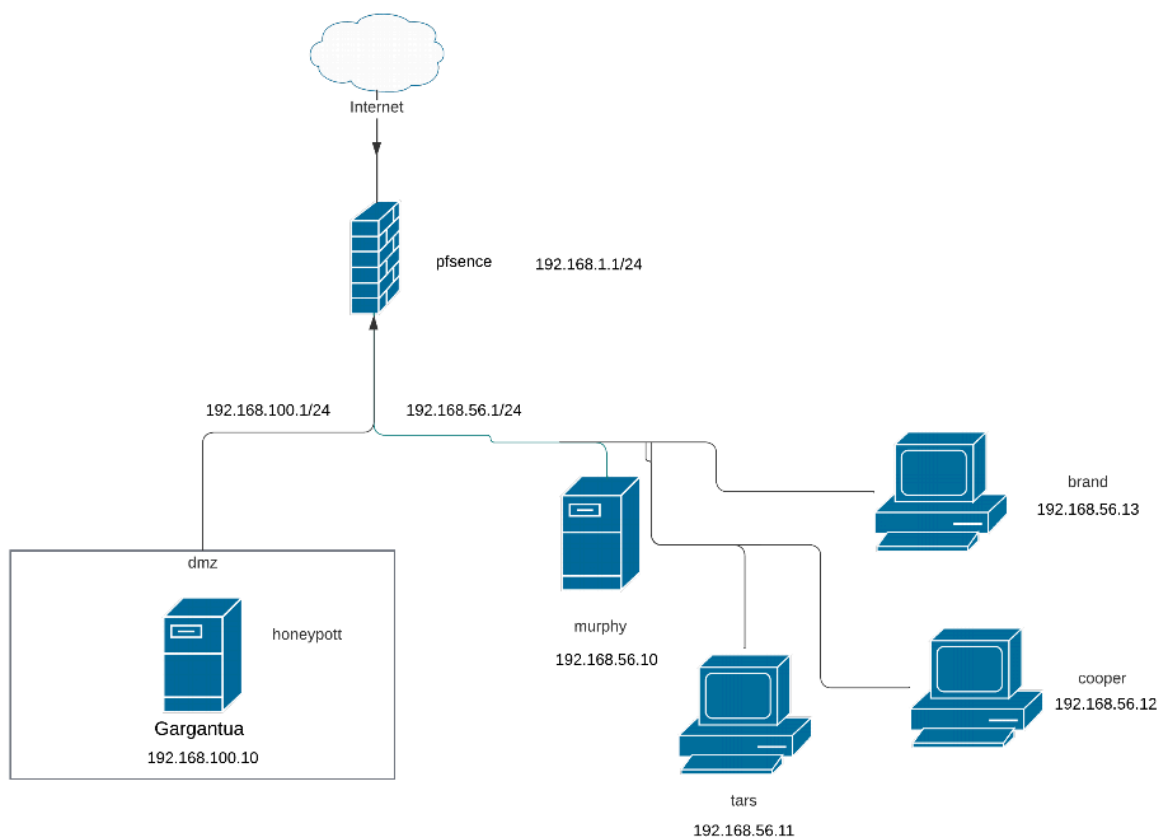 Internet
pfsence
192.168.1.1/24
192.168.100.1/24
192.168.56.1/24
brand
192.168.56.13
dmz
honeypott
Gargantua
192.168.100.10
murphy
192.168.56.10
cooper
192.168.56.12
tars
192.168.56.11